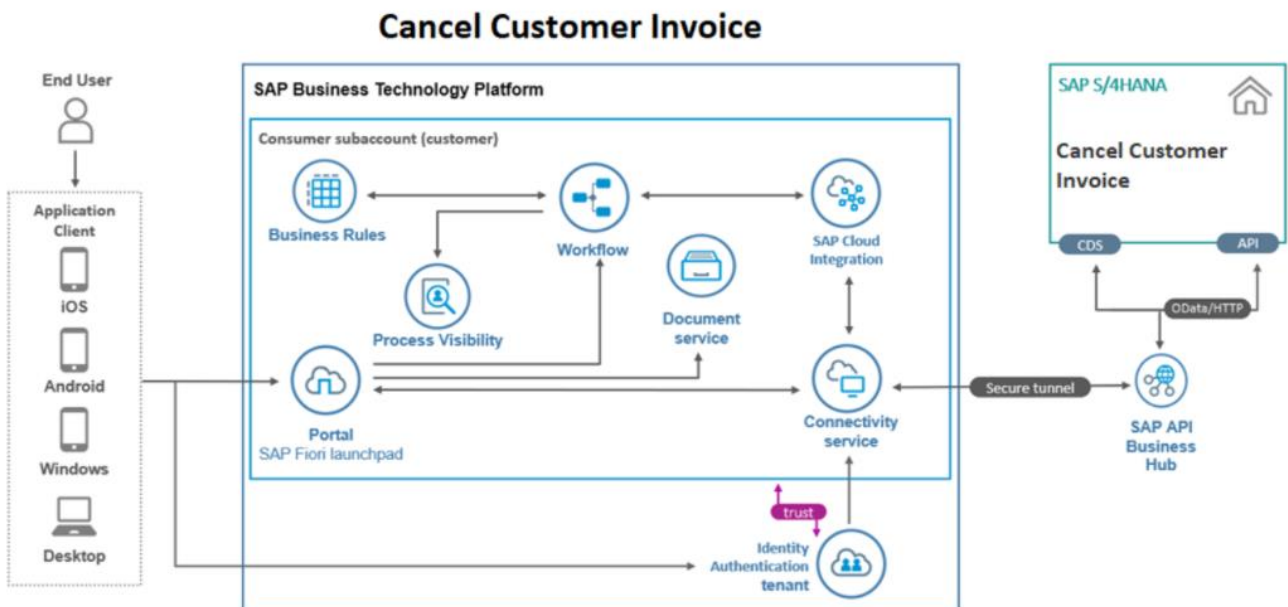 Cancel Customer Invoice
End User
Application
Client
iOS
Android
Windows
Desktop
SAP Business Technology Platform
Consumer subaccount (customer)
Business Rules
Workflow
SAP Cloud
Integration
Process Visibility
Document
service
Portal
SAP Fiori launchpad
Connectivity
service
trust
Identity
Authentication
tenant
Secure tunnel
SAP S/4HANA
Cancel Customer
Invoice
CDS
API
OData/HTTP
SAP API
Business
Hub